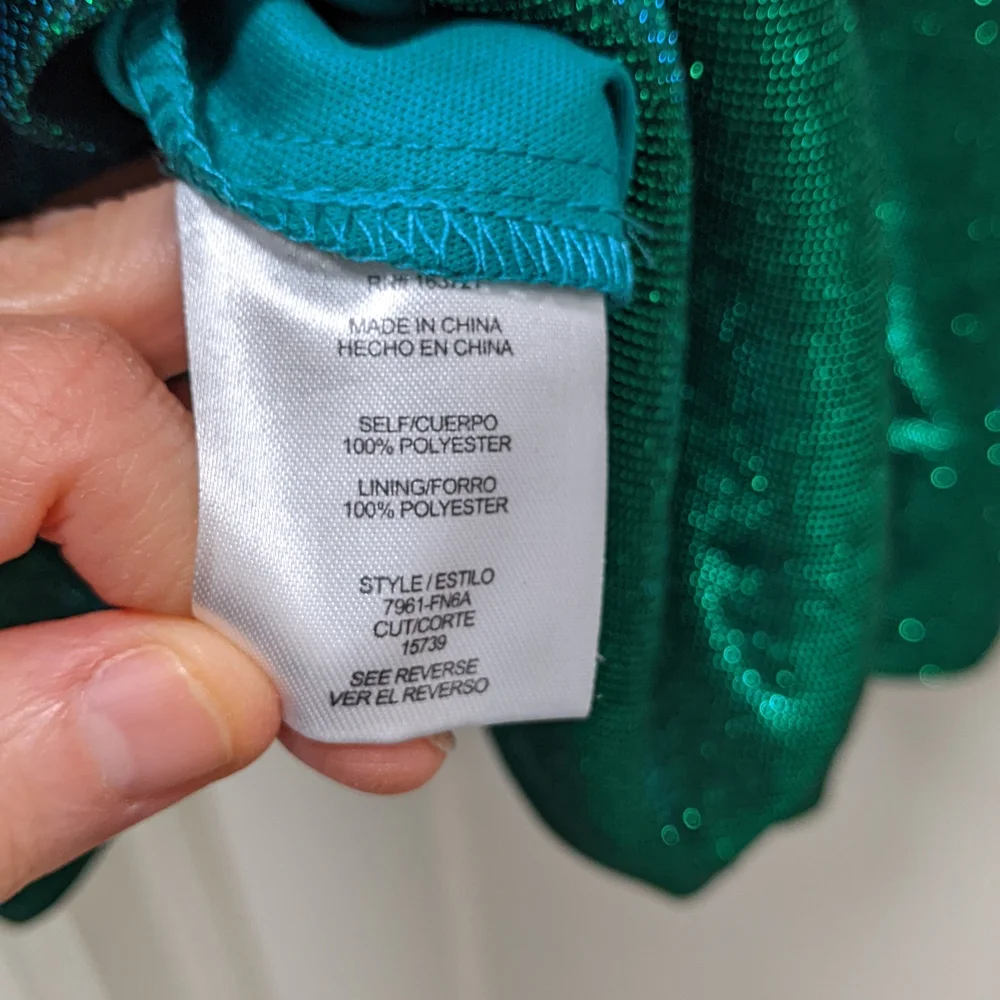 MADE IN CHINA
HECHO EN CHINA
SELF/CUERPO
100% POLYESTER
LINING/FORRO
100% POLYESTER
STYLE / ESTILO
7961-FN6A
CUT/CORTE
15739
SEE REVERSE
VER EL REVERSO